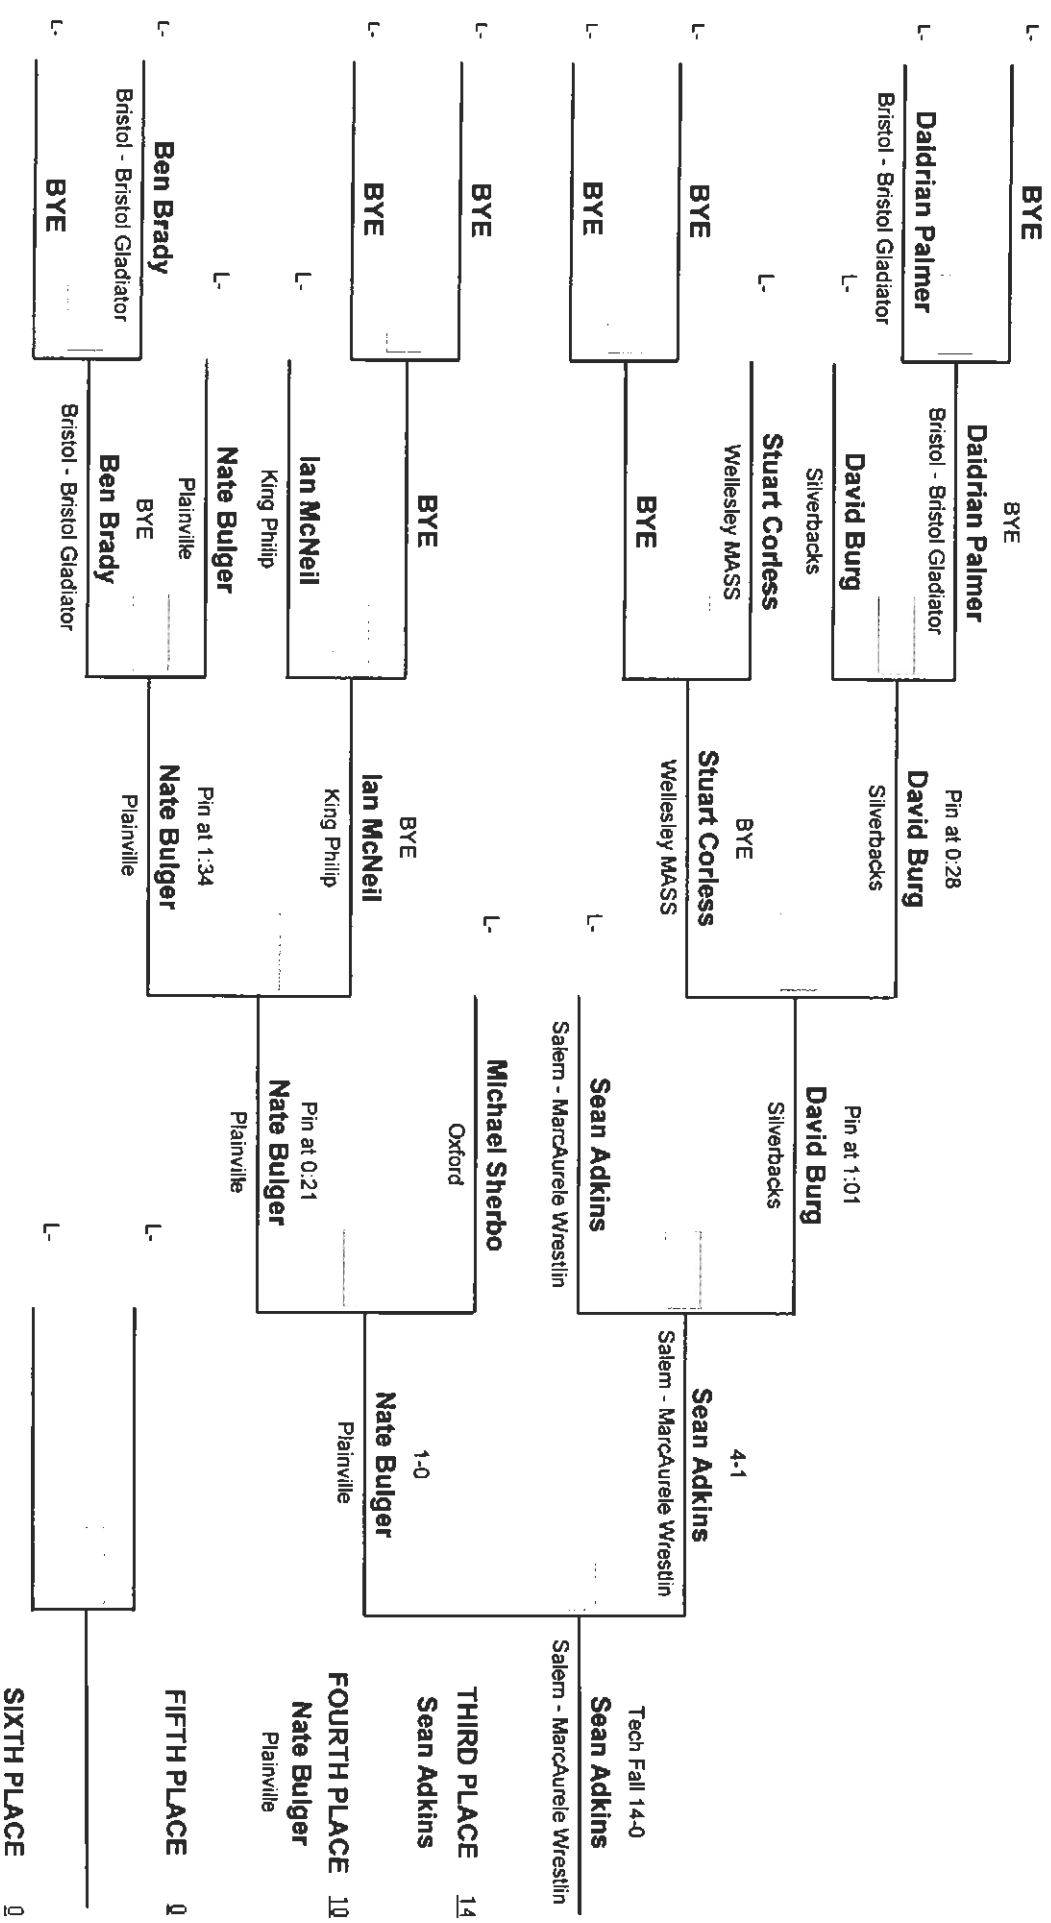 L-
BYE
L-
Daidrian Palmer
Bristol - Bristol Gladiator
L-
BYE
L-
BYE
L-
BYE
L-
BYE
L-
Ben Brady
Bristol - Bristol Gladiator
L-
BYE
BYE
Daidrian Palmer
Bristol - Bristol Gladiator
L-
David Burg
Silverbacks
L-
Stuart Corless
Wellesley MASS
BYE
BYE
L-
Ian McNeil
King Philip
L-
Nate Bulger
Plainville
BYE
Ben Brady
Bristol - Bristol Gladiator
Pin at 0:28
David Burg
Silverbacks
BYE
Stuart Corless
Wellesley MASS
BYE
Ian McNeil
King Philip
Pin at 1:34
Nate Bulger
Plainville
Pin at 1:01
David Burg
Silverbacks
L-
Sean Adkins
Salem - MarcAurele Wrestlin
L-
Michael Sherbo
Oxford
Pin at 0:21
Nate Bulger
Plainville
4-1
Sean Adkins
Salem - MarcAurele Wrestlin
1-0
Nate Bulger
Plainville
L-
L-
Tech Fall 14-0
Sean Adkins
Salem - MarcAurele Wrestlin
THIRD PLACE 14
Sean Adkins
FOURTH PLACE 10
Nate Bulger
Plainville
FIFTH PLACE 0
SIXTH PLACE 0